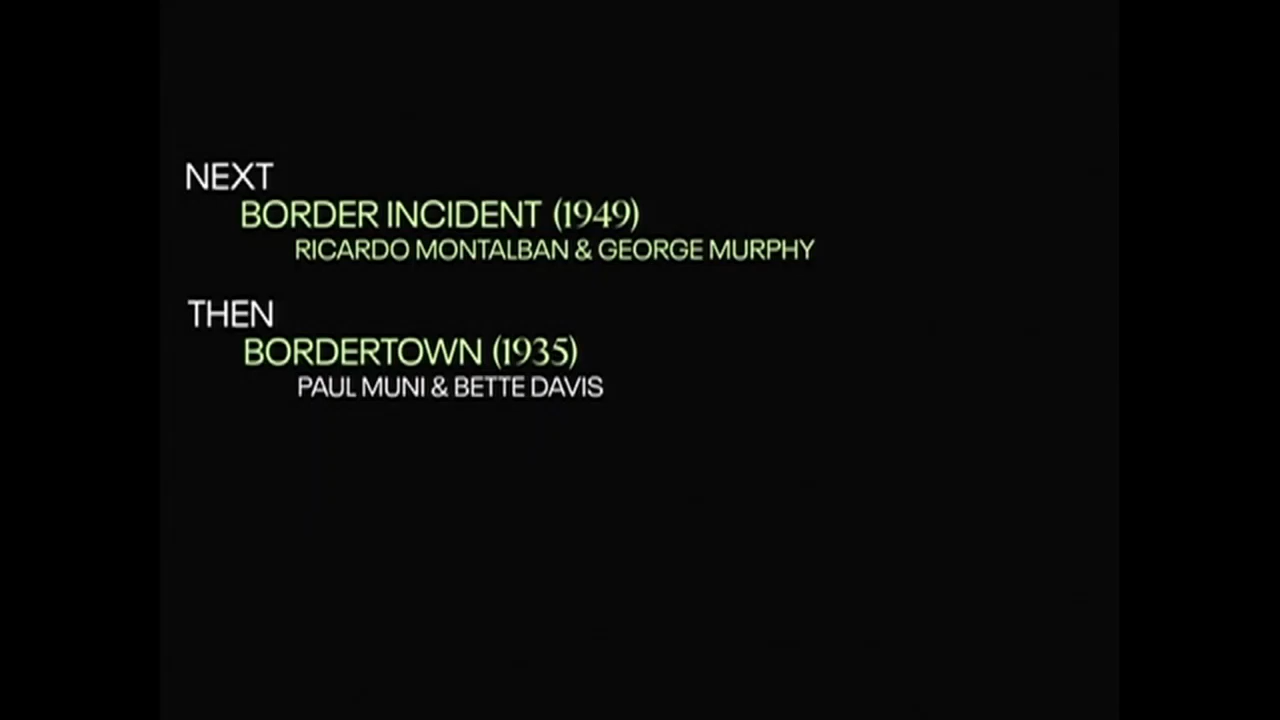 NEXT
BORDER INCIDENT (1949)
RICARDO MONTALBAN & GEORGE MURPHY
THEN
BORDERTOWN (1935)
PAUL MUNI & BETTE DAVIS